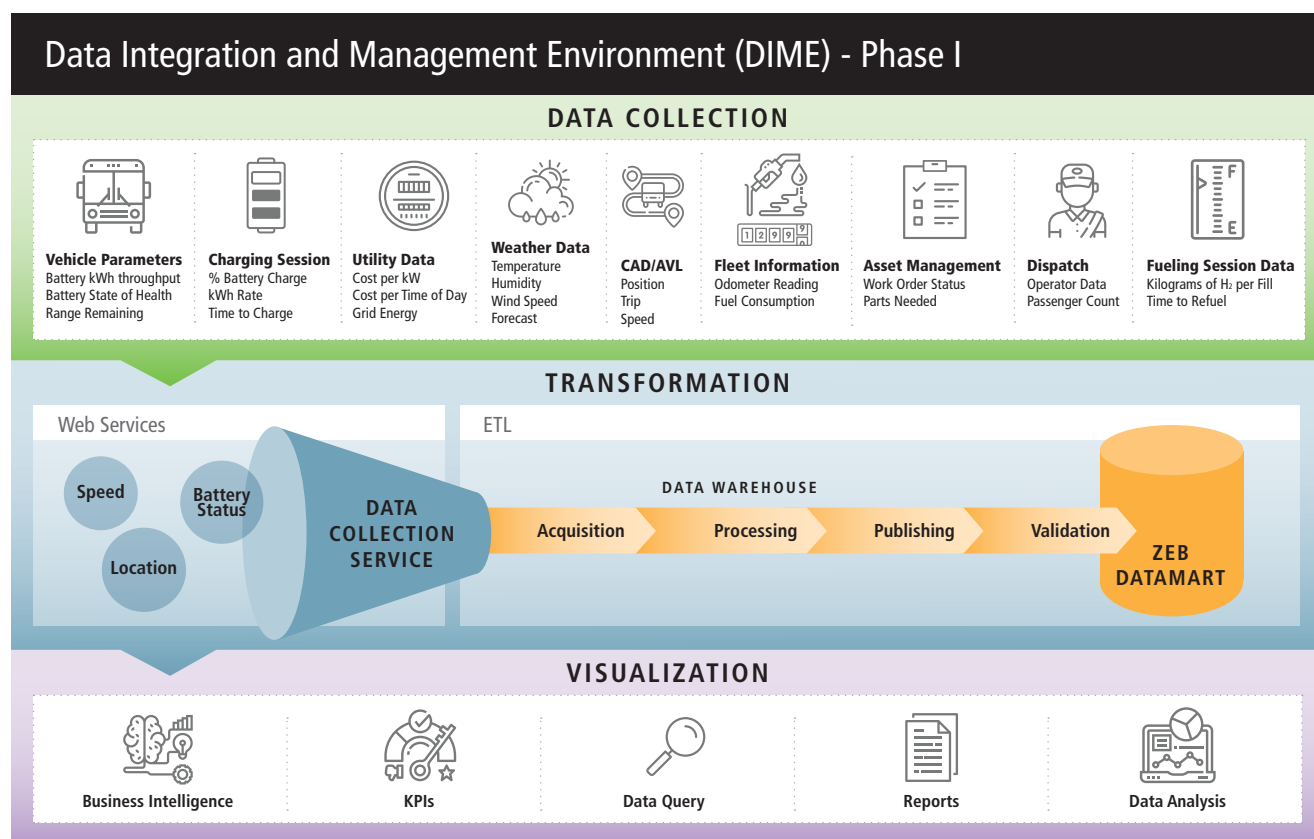 Data Integration and Management Environment (DIME) - Phase I
DATA COLLECTION
Vehicle Parameters
Battery kWh throughput
Battery State of Health
Range Remaining
Charging Session
% Battery Charge
kWh Rate
Time to Charge
Utility Data
Cost per kW
Cost per Time of Day
Grid Energy
Weather Data
Temperature
Humidity
Wind Speed
Forecast
CAD/AVL
Position
Trip
Speed
1 2 9 9 9
Fleet Information
Odometer Reading
Fuel Consumption
Asset Management
Work Order Status
Parts Needed
Dispatch
Operator Data
Passenger Count
F
E
Fueling Session Data
Kilograms of H₂ per Fill
Time to Refuel
TRANSFORMATION
Web Services
Speed
Battery
Status
Location
DATA
COLLECTION
SERVICE
ETL
DATA WAREHOUSE
Acquisition
Processing
Publishing
Validation
ZEB
DATAMART
VISUALIZATION
Business Intelligence
KPIs
Data Query
Reports
Data Analysis